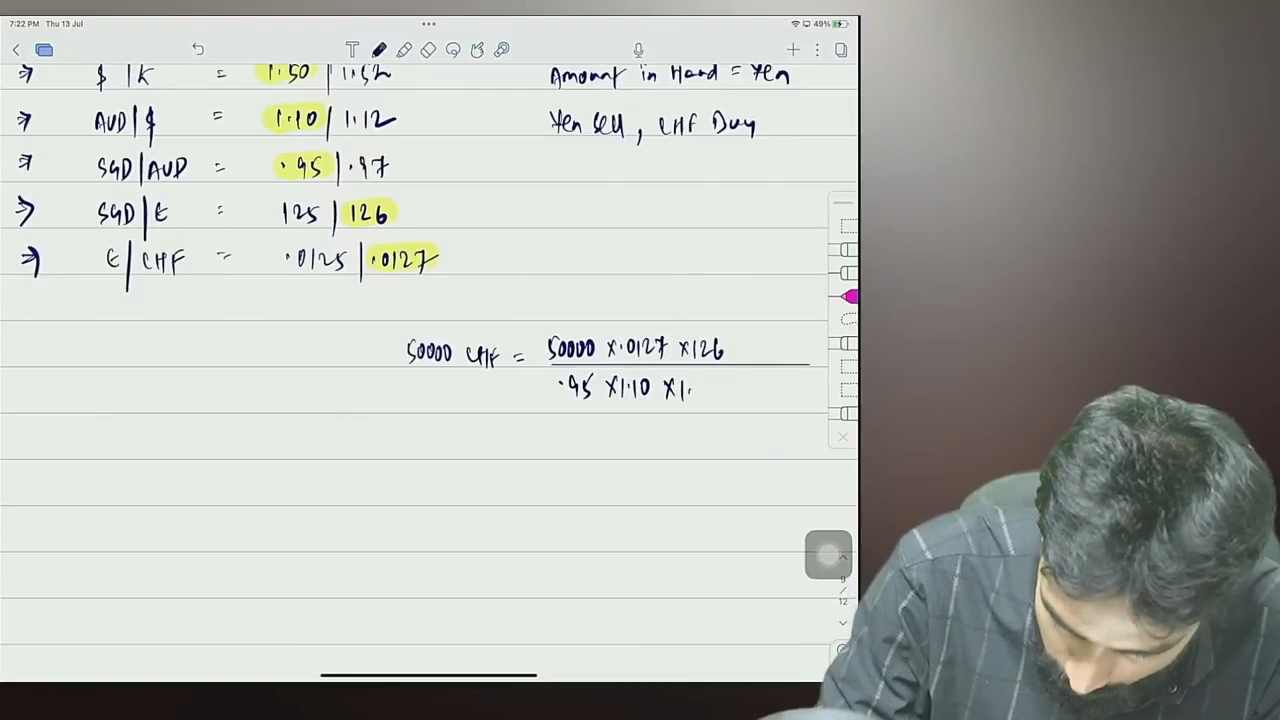 7:22 PM Thu 13 Jul
49%
⇒ $ | K = 1.50 | 1.52
Amount in Hand = Yen
⇒ AUD | $ = 1.10 | 1.12
Yen Sell, CHF Buy
⇒ SGD | AUD = .95 | .97
⇒ SGD | € = 125 | 126
⇒ € | CHF = .0125 | .0127
50000 CHF = 50000 × .0127 × 126
.95 × 1.10 × 1.
9
/
12